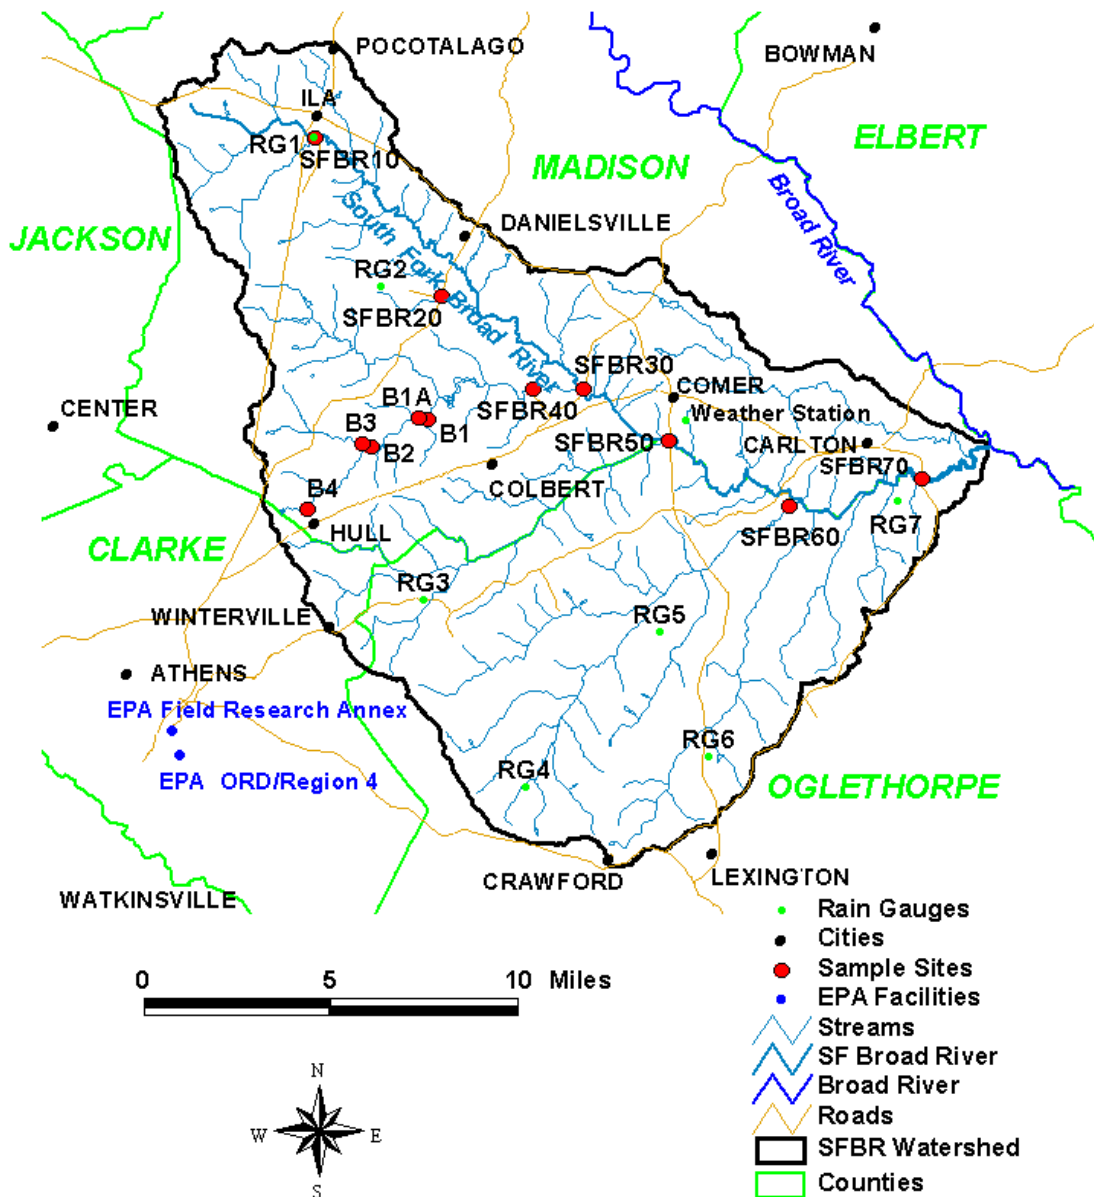 POCOTALAGO
BOWMAN
ILA
RG1
SFBR10
ELBERT
MADISON
Broad River
JACKSON
DANIELSVILLE
South Fork Broad River
RG2
SFBR20
SFBR30
COMER
CENTER
B1A
SFBR40
Weather Station
B3
B1
B2
SFBR50
CARLTON
SFBR70
COLBERT
B4
HULL
SFBR60
RG7
CLARKE
RG3
WINTERVILLE
RG5
ATHENS
EPA Field Research Annex
RG6
EPA ORD/Region 4
RG4
OGLETHORPE
CRAWFORD
LEXINGTON
WATKINSVILLE
Rain Gauges
Cities
Sample Sites
EPA Facilities
Streams
SF Broad River
Broad River
Roads
SFBR Watershed
Counties
0 5 10 Miles
N
W E
S